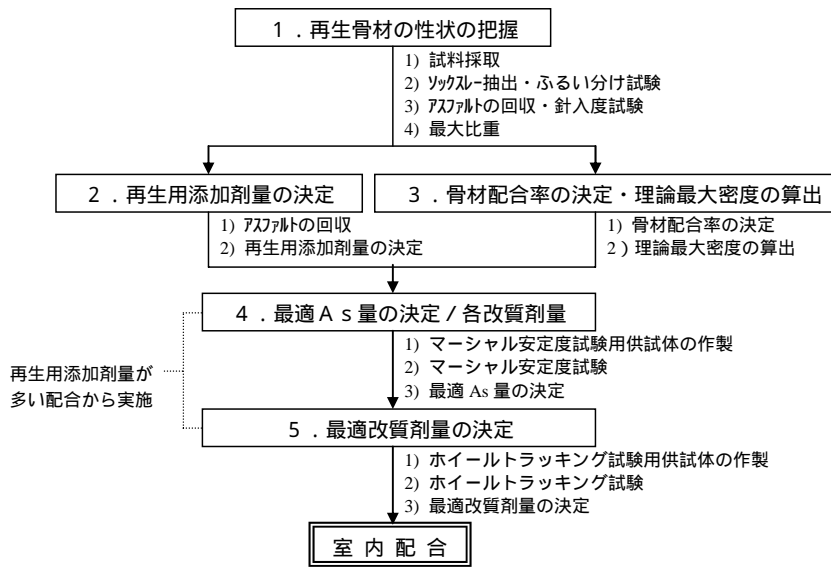 １．再生骨材の性状の把握
1) 試料採取
2) ｿｯｸｽﾚｰ抽出・ふるい分け試験
3) ｱｽﾌｧﾙﾄの回収・針入度試験
4) 最大比重
２．再生用添加剤量の決定
1) ｱｽﾌｧﾙﾄの回収
2) 再生用添加剤量の決定
３．骨材配合率の決定・理論最大密度の算出
1) 骨材配合率の決定
2）理論最大密度の算出
４．最適Ａｓ量の決定 / 各改質剤量
1) マーシャル安定度試験用供試体の作製
2) マーシャル安定度試験
3) 最適 As 量の決定
再生用添加剤量が
多い配合から実施
５．最適改質剤量の決定
1) ホイールトラッキング試験用供試体の作製
2) ホイールトラッキング試験
3) 最適改質剤量の決定
室 内 配 合